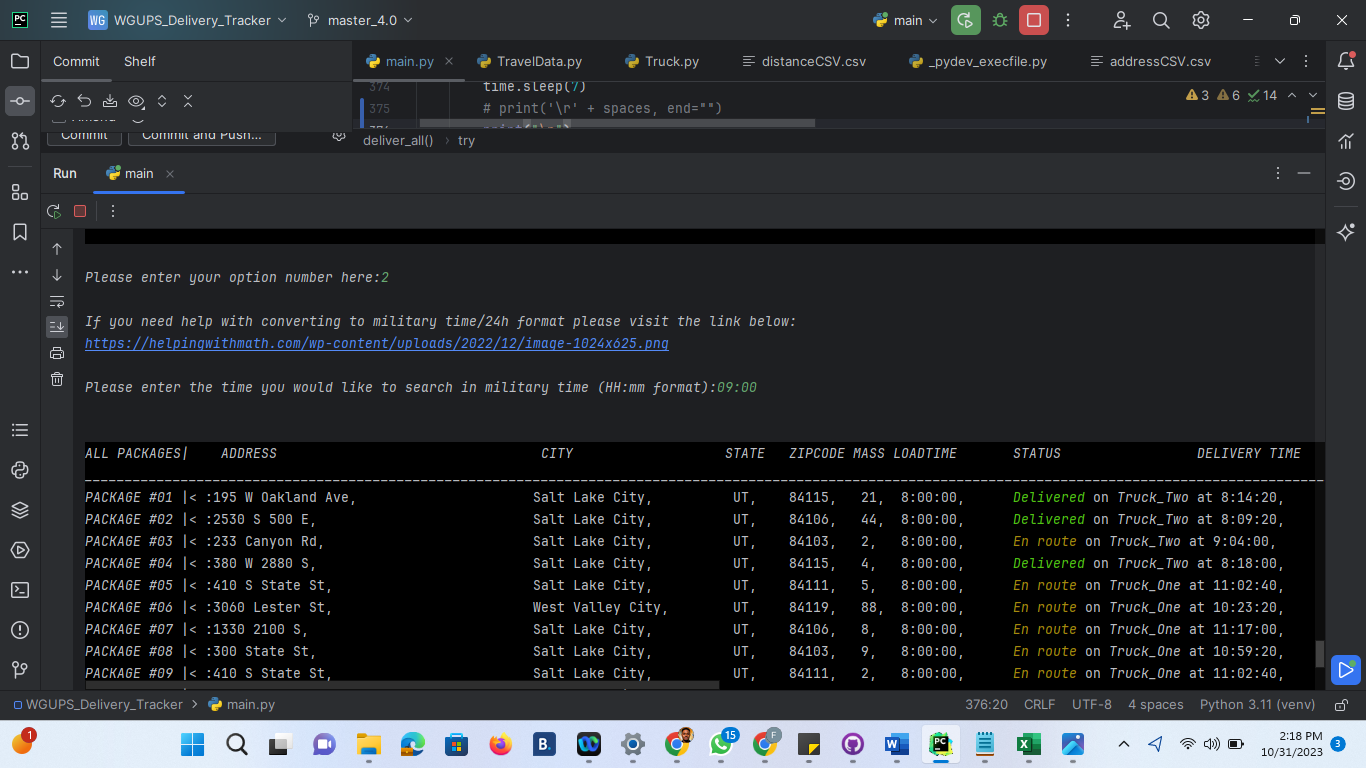 WG WGUPS_Delivery_Tracker master_4.0 main
Commit Shelf main.py TravelData.py Truck.py distanceCSV.csv _pydev_execfile.py addressCSV.csv
374 time.sleep(7)
375 # print('\r' + spaces, end="")
3 6 14
Commit Commit and Push...
deliver_all() › try
Run main
Please enter your option number here:2
If you need help with converting to military time/24h format please visit the link below:
https://helpingwithmath.com/wp-content/uploads/2022/12/image-1024x625.png
Please enter the time you would like to search in military time (HH:mm format):09:00
ALL PACKAGES| ADDRESS CITY STATE ZIPCODE MASS LOADTIME STATUS DELIVERY TIME
PACKAGE #01 |< :195 W Oakland Ave, Salt Lake City, UT, 84115, 21, 8:00:00, Delivered on Truck_Two at 8:14:20,
PACKAGE #02 |< :2530 S 500 E, Salt Lake City, UT, 84106, 44, 8:00:00, Delivered on Truck_Two at 8:09:20,
PACKAGE #03 |< :233 Canyon Rd, Salt Lake City, UT, 84103, 2, 8:00:00, En route on Truck_Two at 9:04:00,
PACKAGE #04 |< :380 W 2880 S, Salt Lake City, UT, 84115, 4, 8:00:00, Delivered on Truck_Two at 8:18:00,
PACKAGE #05 |< :410 S State St, Salt Lake City, UT, 84111, 5, 8:00:00, En route on Truck_One at 11:02:40,
PACKAGE #06 |< :3060 Lester St, West Valley City, UT, 84119, 88, 8:00:00, En route on Truck_One at 10:23:20,
PACKAGE #07 |< :1330 2100 S, Salt Lake City, UT, 84106, 8, 8:00:00, En route on Truck_One at 11:17:00,
PACKAGE #08 |< :300 State St, Salt Lake City, UT, 84103, 9, 8:00:00, En route on Truck_One at 10:59:20,
PACKAGE #09 |< :410 S State St, Salt Lake City, UT, 84111, 2, 8:00:00, En route on Truck_One at 11:02:40,
WGUPS_Delivery_Tracker › main.py 376:20 CRLF UTF-8 4 spaces Python 3.11 (venv)
1 B. 15 F 2:18 PM
10/31/2023 3